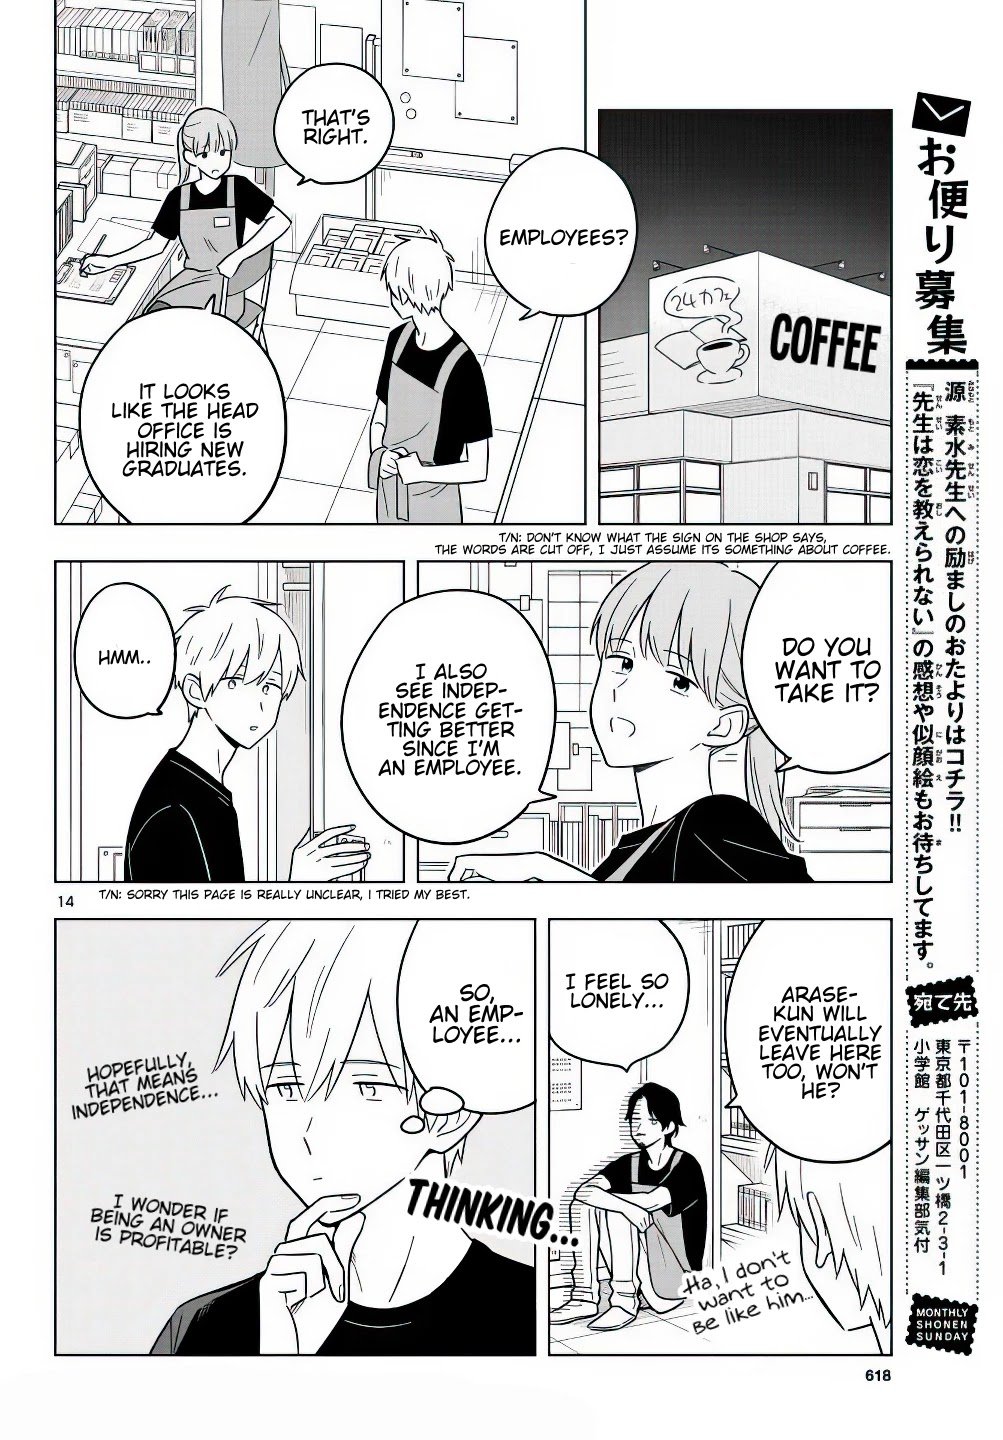 24カフェ
COFFEE
EMPLOYEES?
THAT'S
RIGHT.
IT LOOKS
LIKE THE HEAD
OFFICE IS
HIRING NEW
GRADUATES.
T/N: DON'T KNOW WHAT THE SIGN ON THE SHOP SAYS,
THE WORDS ARE CUT OFF, I JUST ASSUME ITS SOMETHING ABOUT COFFEE.
DO YOU
WANT TO
TAKE IT?
I ALSO
SEE INDEP-
ENDENCE GET-
TING BETTER
SINCE I'M
AN EMPLOYEE.
HMM..
14
T/N: SORRY THIS PAGE IS REALLY UNCLEAR, I TRIED MY BEST.
ARASE-
KUN WILL
EVENTUALLY
LEAVE HERE
TOO, WON'T
HE?
I FEEL SO
LONELY...
Ha, I don't
want to
be like him...
SO,
AN EMP-
LOYEE...
THINKING...
HOPEFULLY,
THAT MEANS
INDEPENDENCE...
I WONDER IF
BEING AN OWNER
IS PROFITABLE?
618
お便り募集
源 素水先生への励ましのおたよりはコチラ!!
『先生は恋を教えられない』の感想や似顔絵もお待ちしてます。
宛て先
〒101-8001
東京都千代田区一ツ橋2-3-1
小学館 ゲッサン編集部気付
MONTHLY
SHONEN
SUNDAY